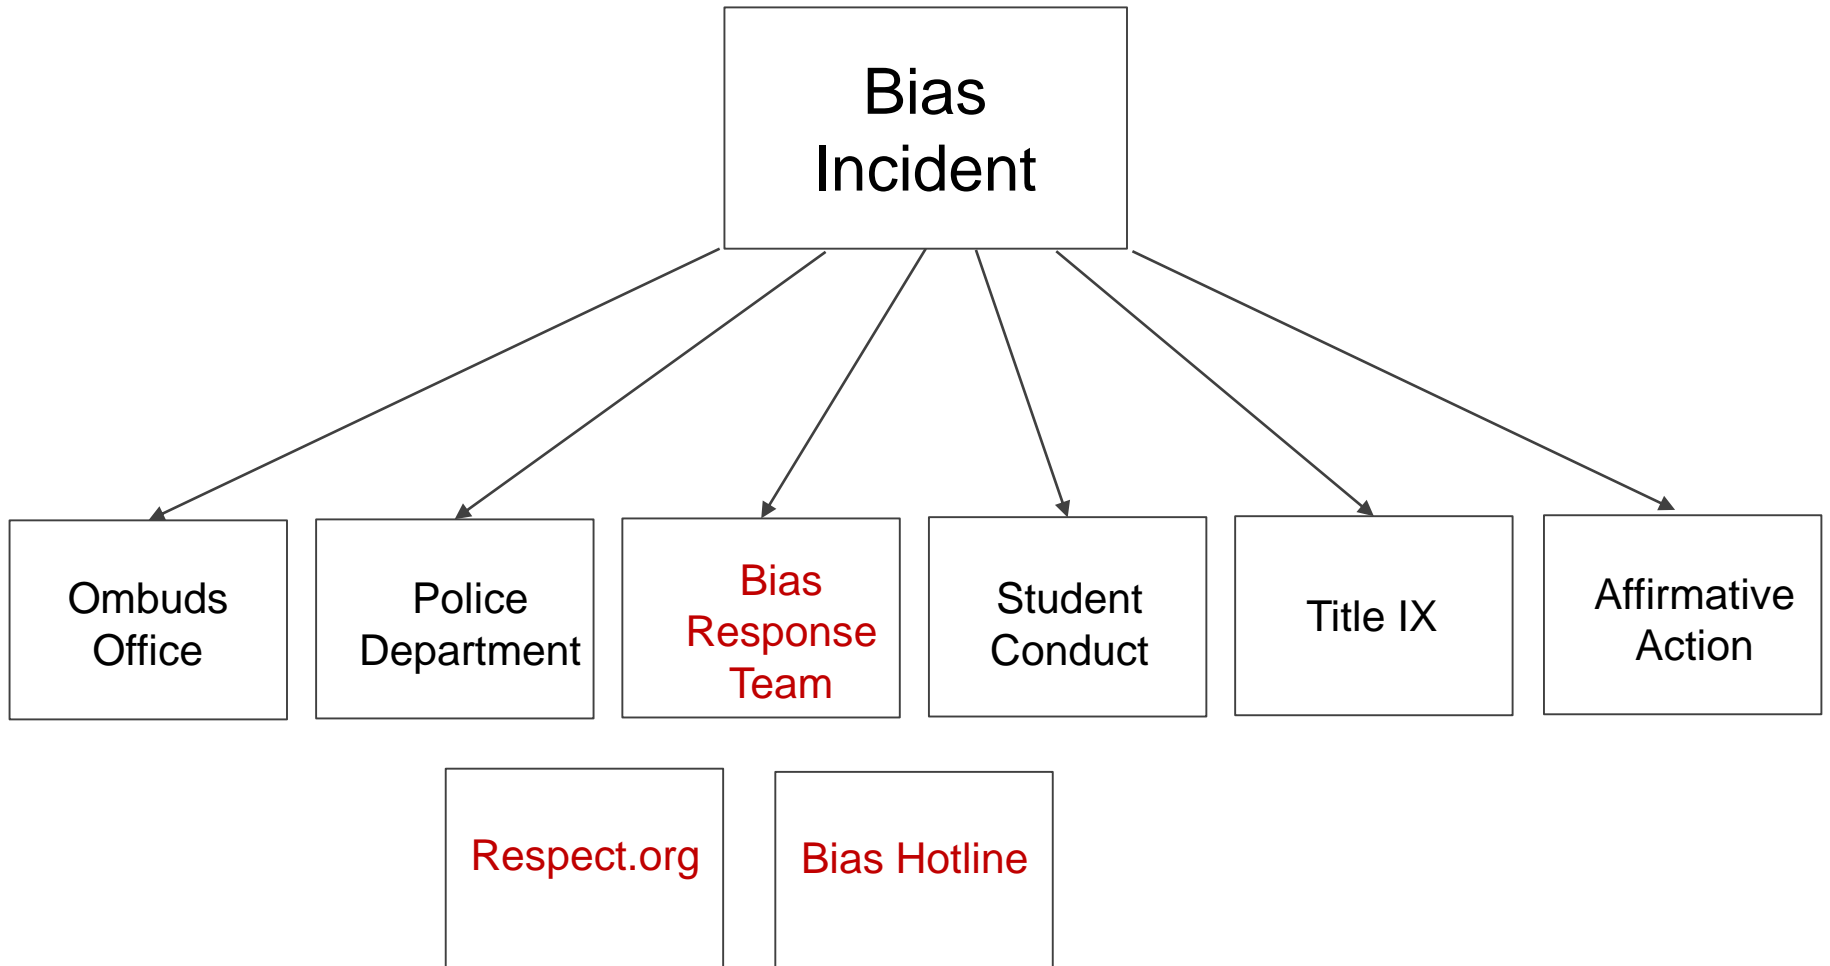 Bias
Incident
Ombuds
Office
Police
Department
Bias
Response
Team
Student
Conduct
Title IX
Affirmative
Action
Respect.org
Bias Hotline